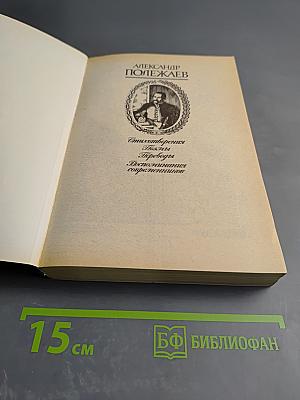 АЛЕКСАНДР
ПОЛЕЖАЕВ
Стихотворения
Поэмы
Переводы
Воспоминания
современников
15 см
БФ БИБЛИОФАН